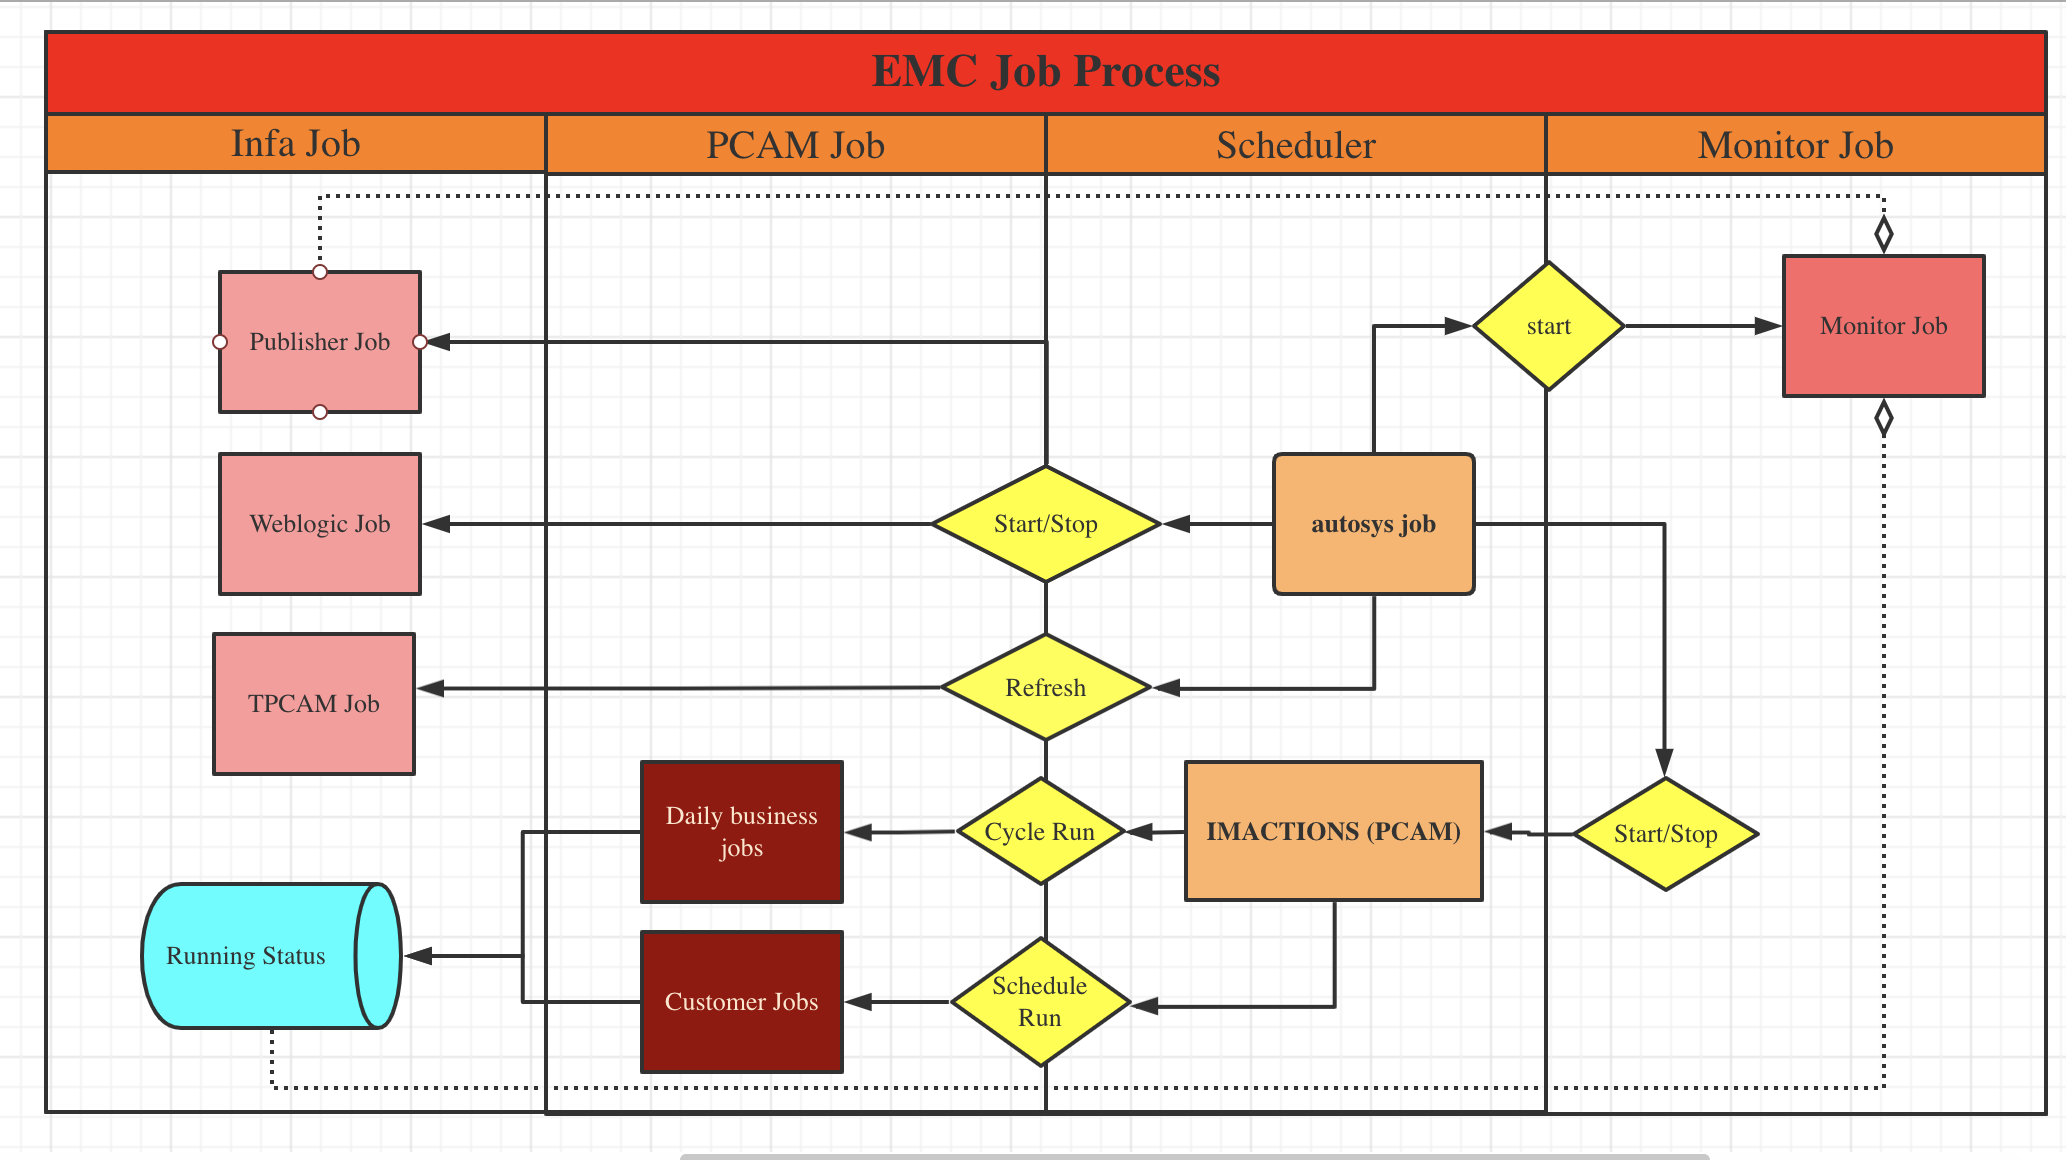 EMC Job Process
Infa Job
PCAM Job
Scheduler
Monitor Job
Publisher Job
start
Monitor Job
Weblogic Job
Start/Stop
autosys job
TPCAM Job
Refresh
Daily business
jobs
Cycle Run
IMACTIONS (PCAM)
Start/Stop
Running Status
Customer Jobs
Schedule
Run